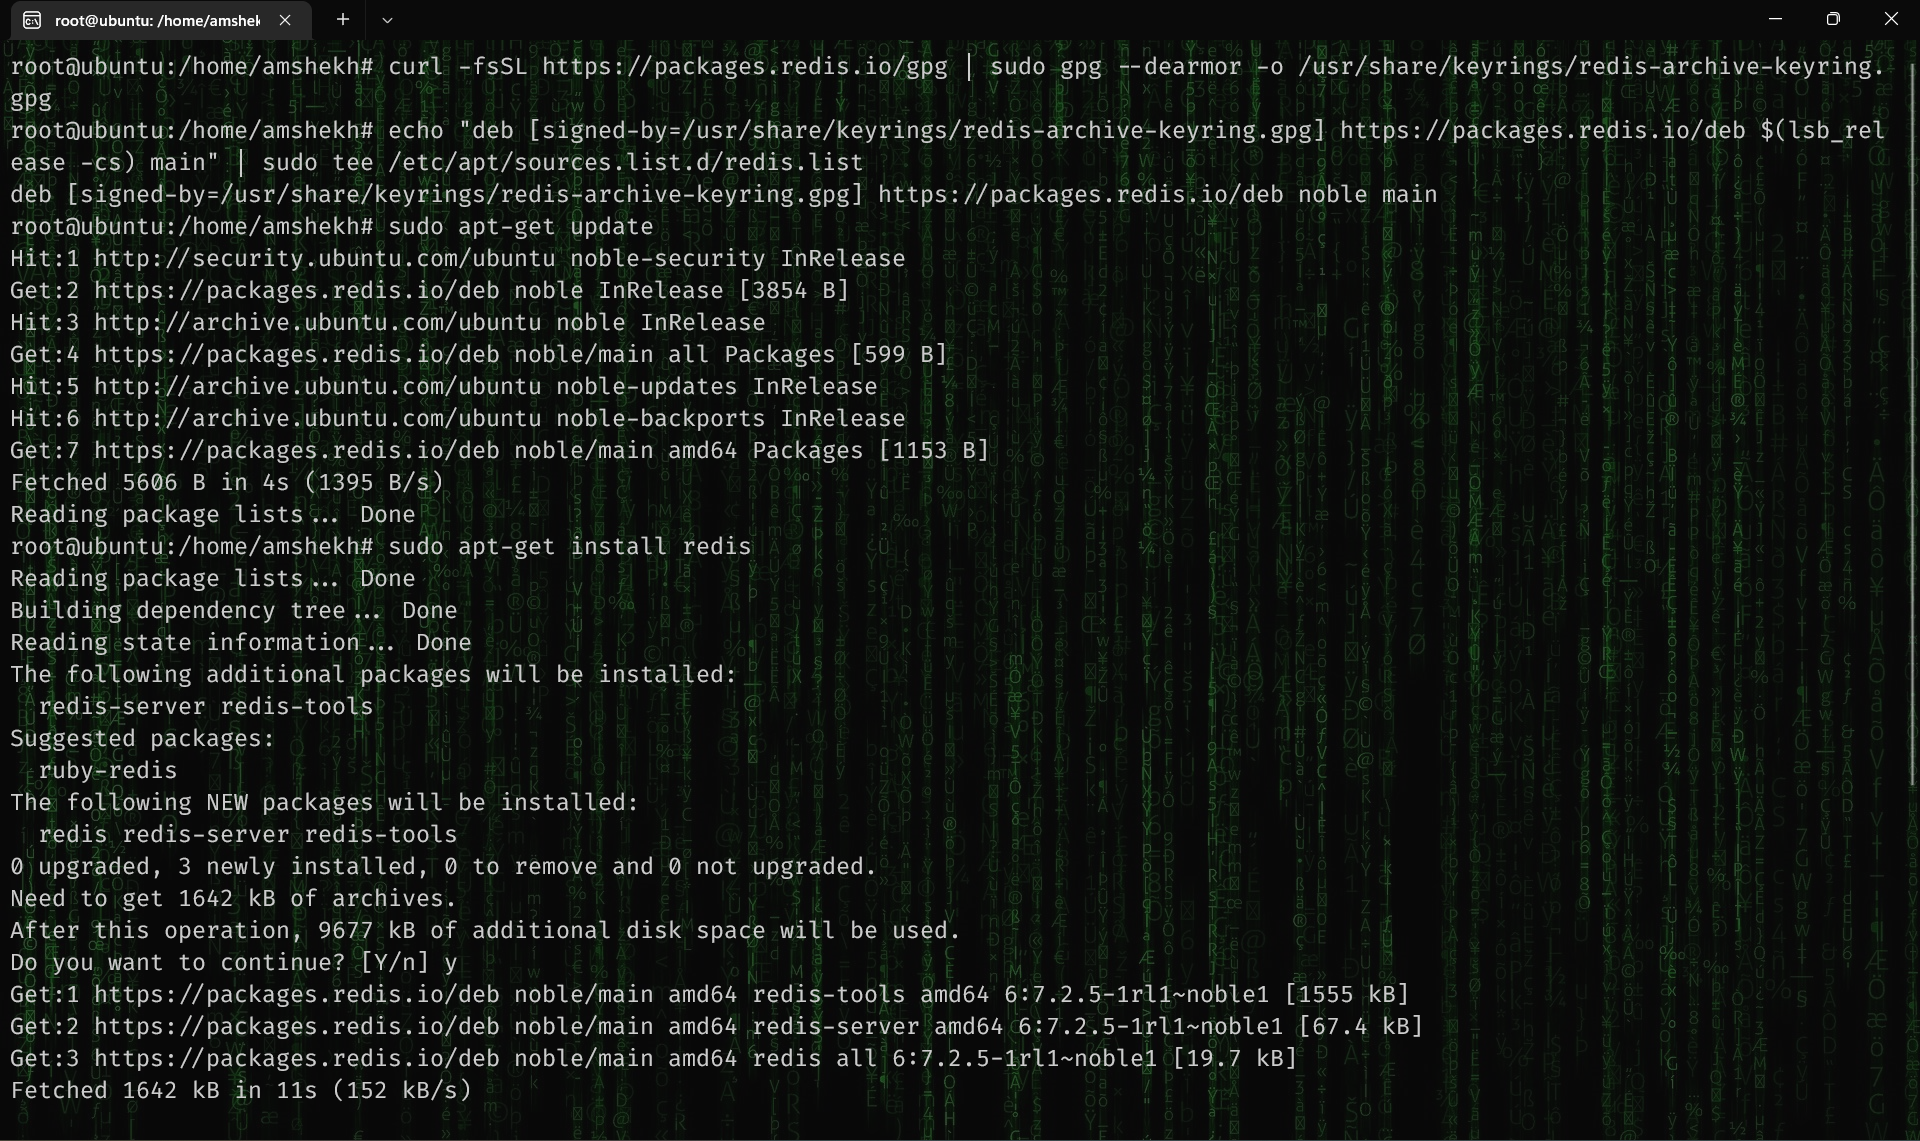 root@ubuntu: /home/amshek
root@ubuntu:/home/amshekh# curl -fsSL https://packages.redis.io/gpg | sudo gpg --dearmor -o /usr/share/keyrings/redis-archive-keyring.
gpg
root@ubuntu:/home/amshekh# echo "deb [signed-by=/usr/share/keyrings/redis-archive-keyring.gpg] https://packages.redis.io/deb $(lsb_rel
ease -cs) main" | sudo tee /etc/apt/sources.list.d/redis.list
deb [signed-by=/usr/share/keyrings/redis-archive-keyring.gpg] https://packages.redis.io/deb noble main
root@ubuntu:/home/amshekh# sudo apt-get update
Hit:1 http://security.ubuntu.com/ubuntu noble-security InRelease
Get:2 https://packages.redis.io/deb noble InRelease [3854 B]
Hit:3 http://archive.ubuntu.com/ubuntu noble InRelease
Get:4 https://packages.redis.io/deb noble/main all Packages [599 B]
Hit:5 http://archive.ubuntu.com/ubuntu noble-updates InRelease
Hit:6 http://archive.ubuntu.com/ubuntu noble-backports InRelease
Get:7 https://packages.redis.io/deb noble/main amd64 Packages [1153 B]
Fetched 5606 B in 4s (1395 B/s)
Reading package lists... Done
root@ubuntu:/home/amshekh# sudo apt-get install redis
Reading package lists... Done
Building dependency tree... Done
Reading state information... Done
The following additional packages will be installed:
  redis-server redis-tools
Suggested packages:
  ruby-redis
The following NEW packages will be installed:
  redis redis-server redis-tools
0 upgraded, 3 newly installed, 0 to remove and 0 not upgraded.
Need to get 1642 kB of archives.
After this operation, 9677 kB of additional disk space will be used.
Do you want to continue? [Y/n] y
Get:1 https://packages.redis.io/deb noble/main amd64 redis-tools amd64 6:7.2.5-1rl1~noble1 [1555 kB]
Get:2 https://packages.redis.io/deb noble/main amd64 redis-server amd64 6:7.2.5-1rl1~noble1 [67.4 kB]
Get:3 https://packages.redis.io/deb noble/main amd64 redis all 6:7.2.5-1rl1~noble1 [19.7 kB]
Fetched 1642 kB in 11s (152 kB/s)